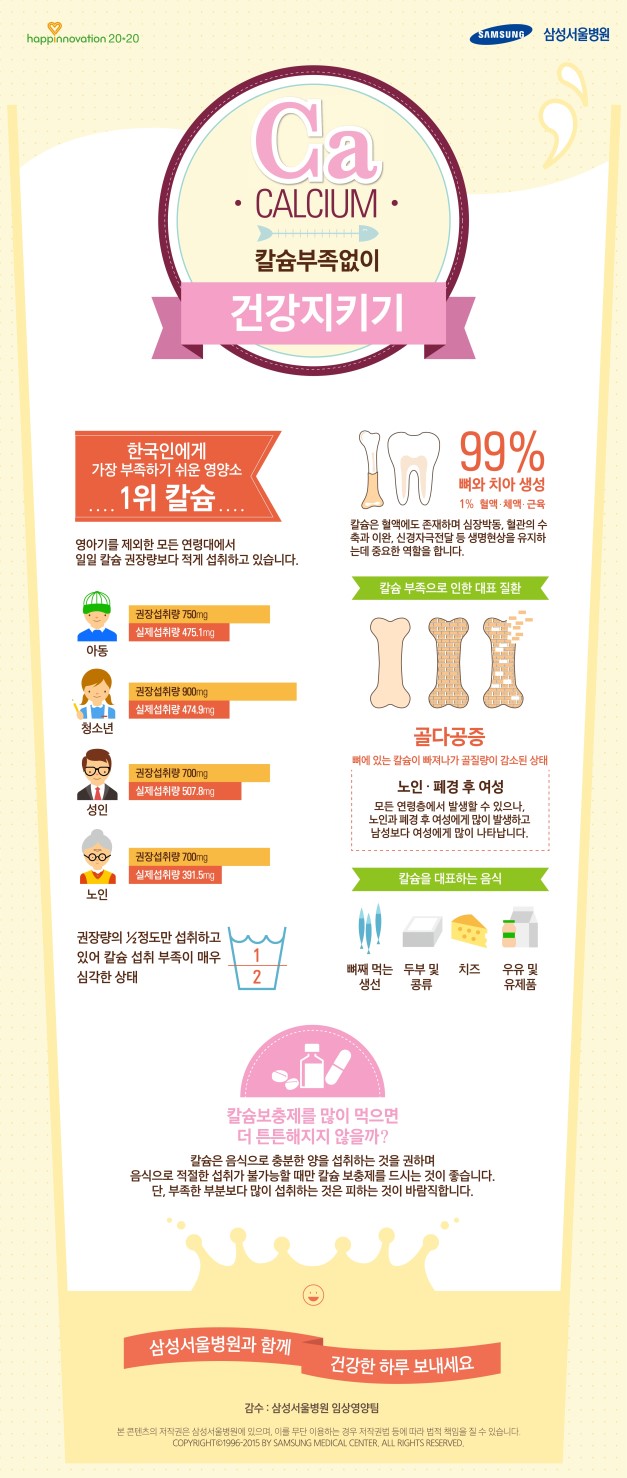 happinnovation 20•20
SAMSUNG 삼성서울병원
Ca
• CALCIUM •
칼슘부족없이
건강지키기
한국인에게
가장 부족하기 쉬운 영양소
.... 1위 칼슘 ....
영아기를 제외한 모든 연령대에서
일일 칼슘 권장량보다 적게 섭취하고 있습니다.
권장섭취량 750mg
실제섭취량 475.1mg
아동
권장섭취량 900mg
실제섭취량 474.9mg
청소년
권장섭취량 700mg
실제섭취량 507.8mg
성인
권장섭취량 700mg
실제섭취량 391.5mg
노인
권장량의 ½정도만 섭취하고
있어 칼슘 섭취 부족이 매우
심각한 상태
1
2
99%
뼈와 치아 생성
1% 혈액·체액·근육
칼슘은 혈액에도 존재하며 심장박동, 혈관의 수
축과 이완, 신경자극전달 등 생명현상을 유지하
는데 중요한 역할을 합니다.
칼슘 부족으로 인한 대표 질환
골다공증
뼈에 있는 칼슘이 빠져나가 골질량이 감소된 상태
노인 · 폐경 후 여성
모든 연령층에서 발생할 수 있으나,
노인과 폐경 후 여성에게 많이 발생하고
남성보다 여성에게 많이 나타납니다.
칼슘을 대표하는 음식
뼈째 먹는
생선
두부 및
콩류
치즈
우유 및
유제품
칼슘보충제를 많이 먹으면
더 튼튼해지지 않을까?
칼슘은 음식으로 충분한 양을 섭취하는 것을 권하며
음식으로 적절한 섭취가 불가능할 때만 칼슘 보충제를 드시는 것이 좋습니다.
단, 부족한 부분보다 많이 섭취하는 것은 피하는 것이 바람직합니다.
삼성서울병원과 함께
건강한 하루 보내세요
감수 : 삼성서울병원 임상영양팀
본 콘텐츠의 저작권은 삼성서울병원에 있으며, 이를 무단 이용하는 경우 저작권법 등에 따라 법적 책임을 질 수 있습니다.
COPYRIGHT©1996-2015 BY SAMSUNG MEDICAL CENTER. ALL RIGHTS RESERVED.